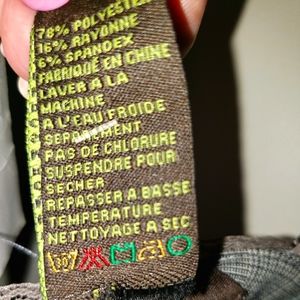 78% POLYESTER
16% RAYONNE
6% SPANDEX
FABRIQUÉ EN CHINE
LAVER A LA
MACHINE
A L'EAU FROIDE
SEPAREMENT
PAS DE CHLORURE
SUSPENDRE POUR
SECHER
REPASSER A BASSE
TEMPERATURE
NETTOYAGE A SEC